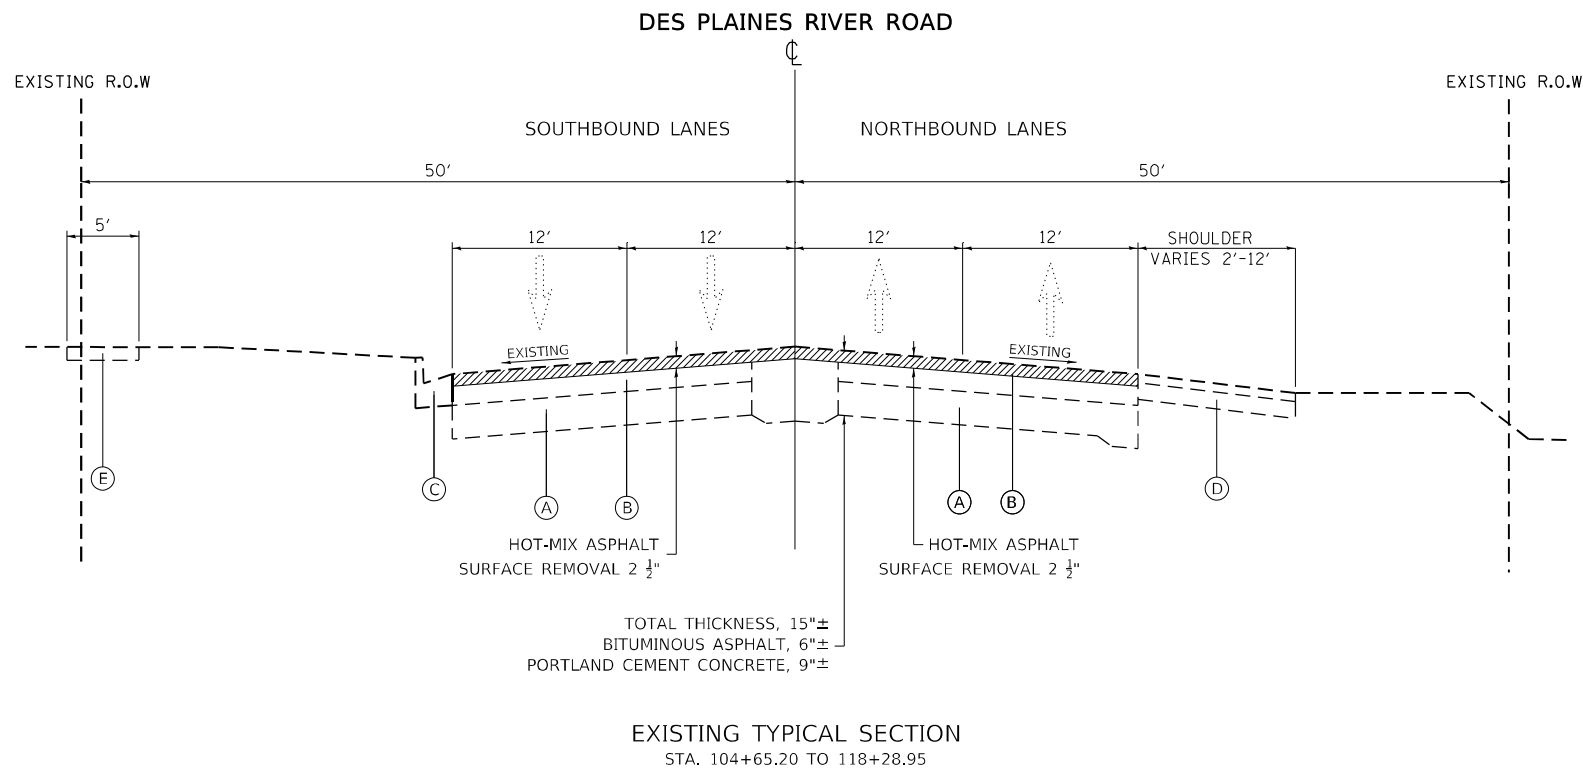 DES PLAINES RIVER ROAD
℄
EXISTING R.O.W
EXISTING R.O.W
SOUTHBOUND LANES
NORTHBOUND LANES
50'
50'
5'
12'
12'
12'
12'
SHOULDER
VARIES 2'-12'
EXISTING
EXISTING
E
C
A
B
A
B
D
HOT-MIX ASPHALT
SURFACE REMOVAL 2 1/2"
HOT-MIX ASPHALT
SURFACE REMOVAL 2 1/2"
TOTAL THICKNESS, 15"±
BITUMINOUS ASPHALT, 6"±
PORTLAND CEMENT CONCRETE, 9"±
EXISTING TYPICAL SECTION
STA. 104+65.20 TO 118+28.95